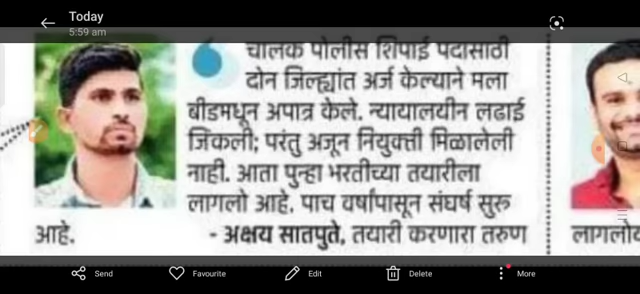 Today
5:59 am
चालक पोलीस शिपाई पदासाठी
दोन जिल्ह्यांत अर्ज केल्याने मला
बीडमधून अपात्र केले. न्यायालयीन लढाई
जिंकली; परंतु अजून नियुक्ती मिळालेली
नाही. आता पुन्हा भरतीच्या तयारीला
लागलो आहे. पाच वर्षांपासून संघर्ष सुरू
आहे.
- अक्षय सातपुते, तयारी करणारा तरुण
Send
Favourite
Edit
Delete
More